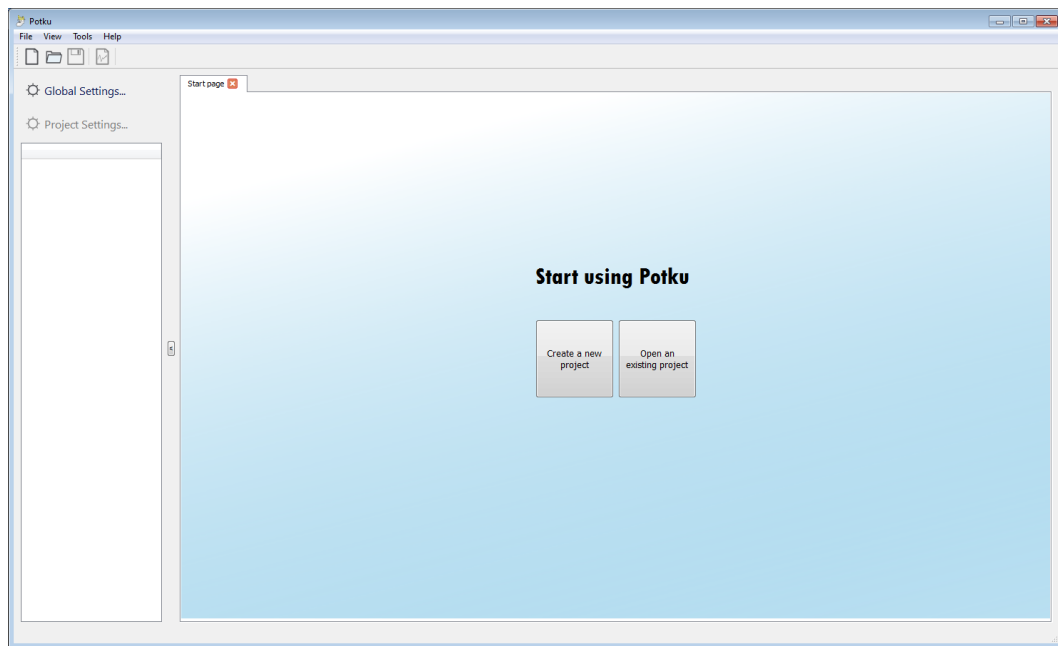 Potku
File View Tools Help
Global Settings...
Project Settings...
Start page
Start using Potku
Create a new
project
Open an
existing project